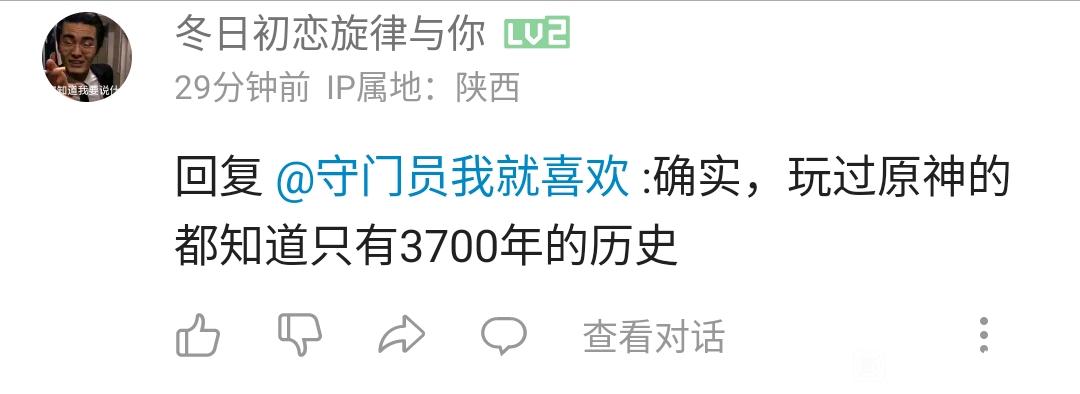 冬日初恋旋律与你 LV2
29分钟前 IP属地：陕西
回复 @守门员我就喜欢 :确实，玩过原神的
都知道只有3700年的历史
查看对话